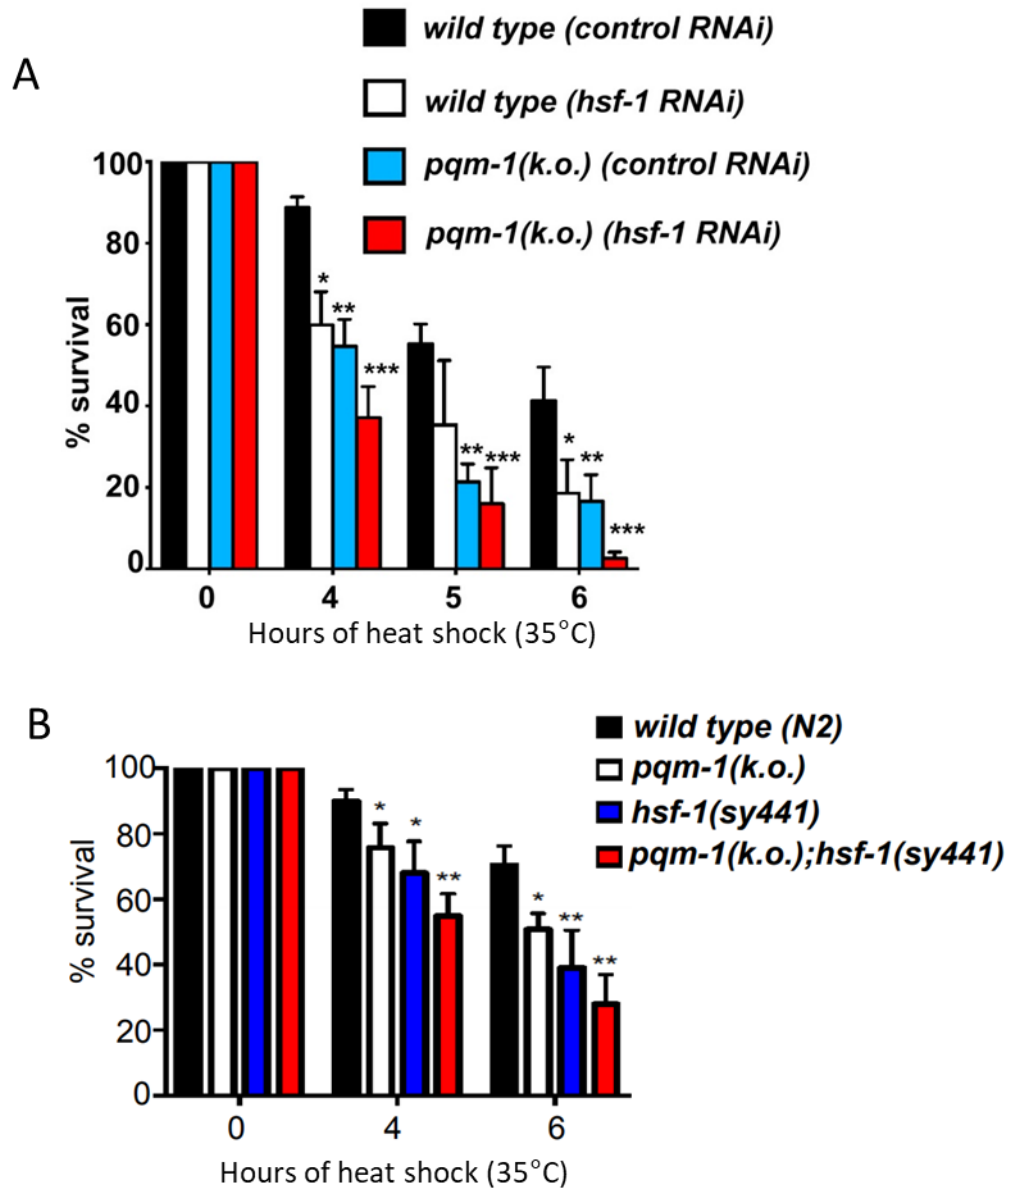 A
wild type (control RNAi)
wild type (hsf-1 RNAi)
pqm-1(k.o.) (control RNAi)
pqm-1(k.o.) (hsf-1 RNAi)
% survival
100
80
60
40
20
0
* ** ***
** ***
* ** ***
0 4 5 6
Hours of heat shock (35°C)
B
wild type (N2)
pqm-1(k.o.)
hsf-1(sy441)
pqm-1(k.o.);hsf-1(sy441)
% survival
100
80
60
40
20
0
* * **
* ** **
0 4 6
Hours of heat shock (35°C)